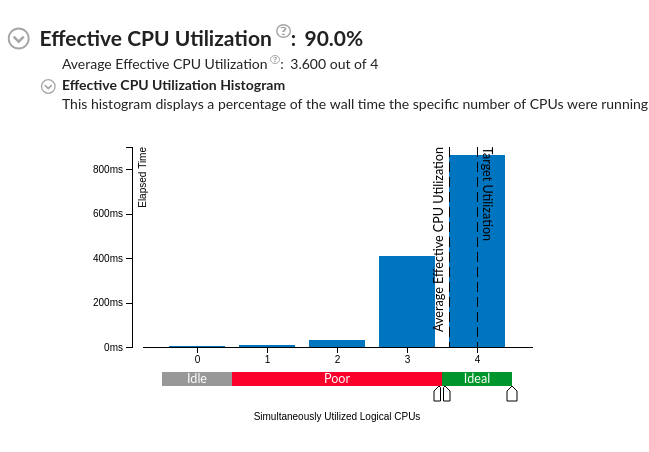 Effective CPU Utilization ?: 90.0%
Average Effective CPU Utilization ?: 3.600 out of 4
Effective CPU Utilization Histogram
This histogram displays a percentage of the wall time the specific number of CPUs were running
800ms
600ms
400ms
200ms
0ms
Elapsed Time
Average Effective CPU Utilization
Target Utilization
0 1 2 3 4
Idle Poor Ideal
Simultaneously Utilized Logical CPUs